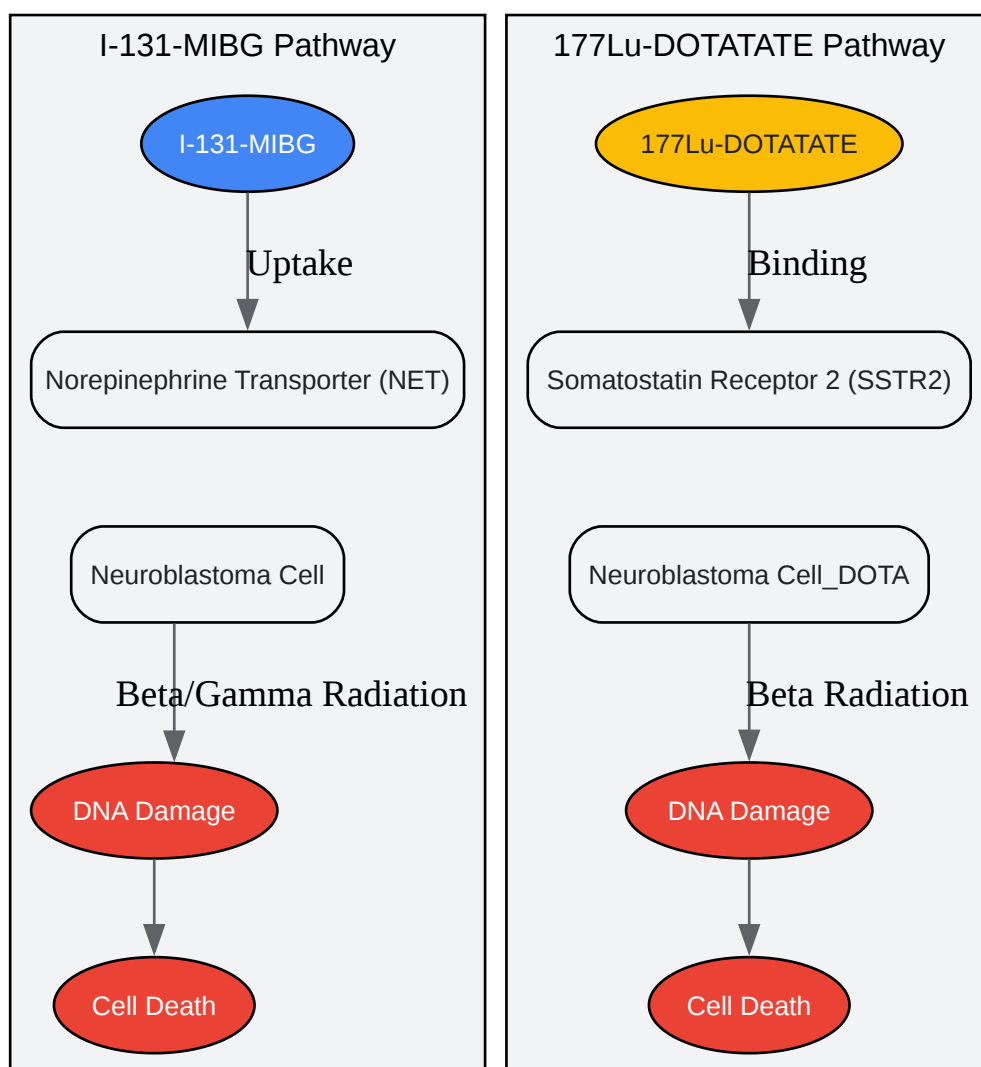 I-131-MIBG Pathway
I-131-MIBG
Uptake
Norepinephrine Transporter (NET)
Neuroblastoma Cell
Beta/Gamma Radiation
DNA Damage
Cell Death
177Lu-DOTATATE Pathway
177Lu-DOTATATE
Binding
Somatostatin Receptor 2 (SSTR2)
Neuroblastoma Cell_DOTA
Beta Radiation
DNA Damage
Cell Death